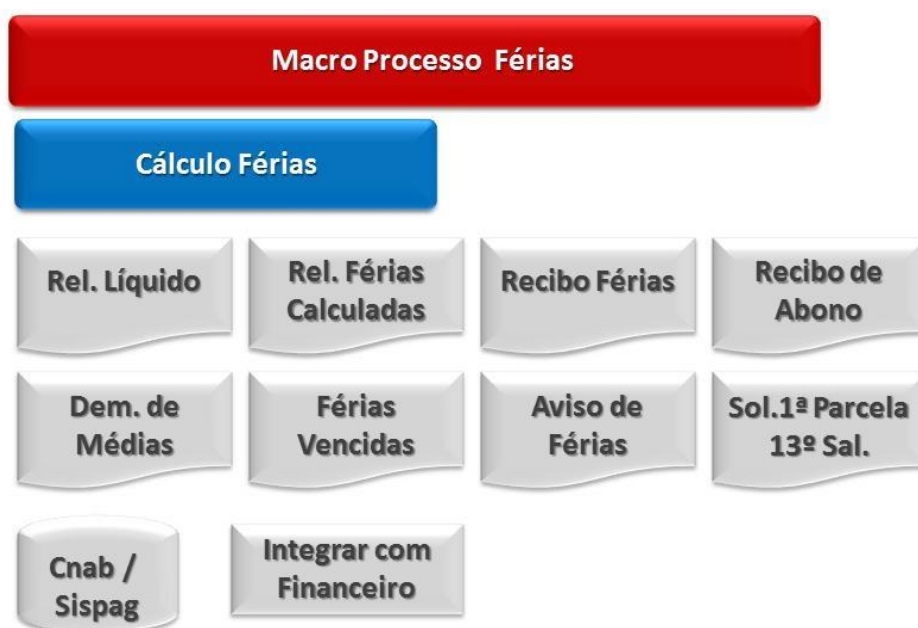 Macro Processo Férias
Cálculo Férias
Rel. Líquido
Rel. Férias
Calculadas
Recibo Férias
Recibo de
Abono
Dem. de
Médias
Férias
Vencidas
Aviso de
Férias
Sol.1ª Parcela
13º Sal.
Cnab /
Sispag
Integrar com
Financeiro